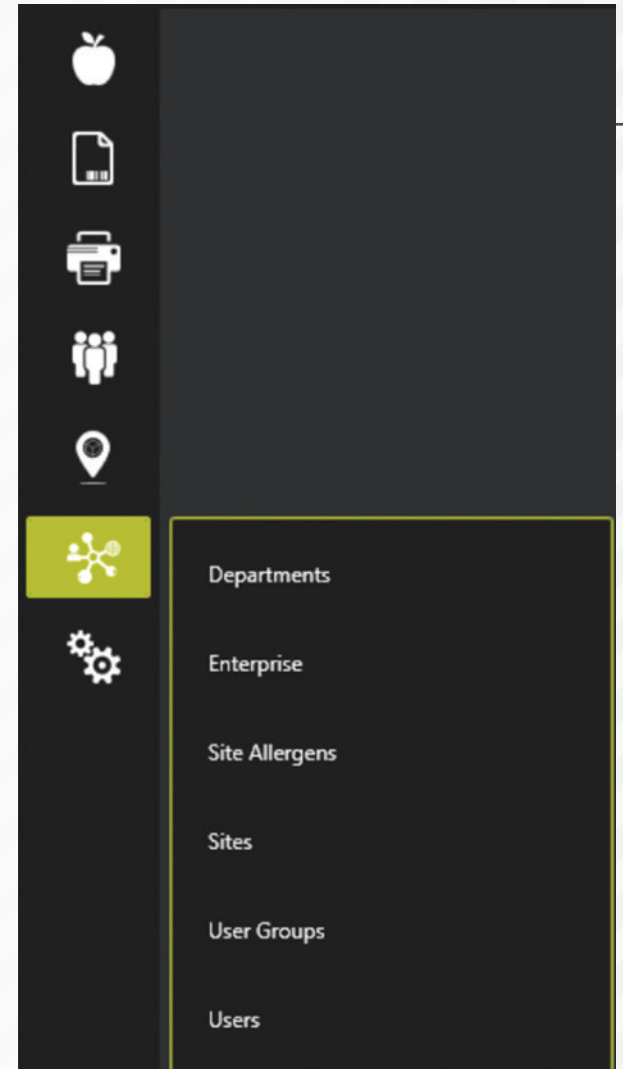 Departments
Enterprise
Site Allergens
Sites
User Groups
Users